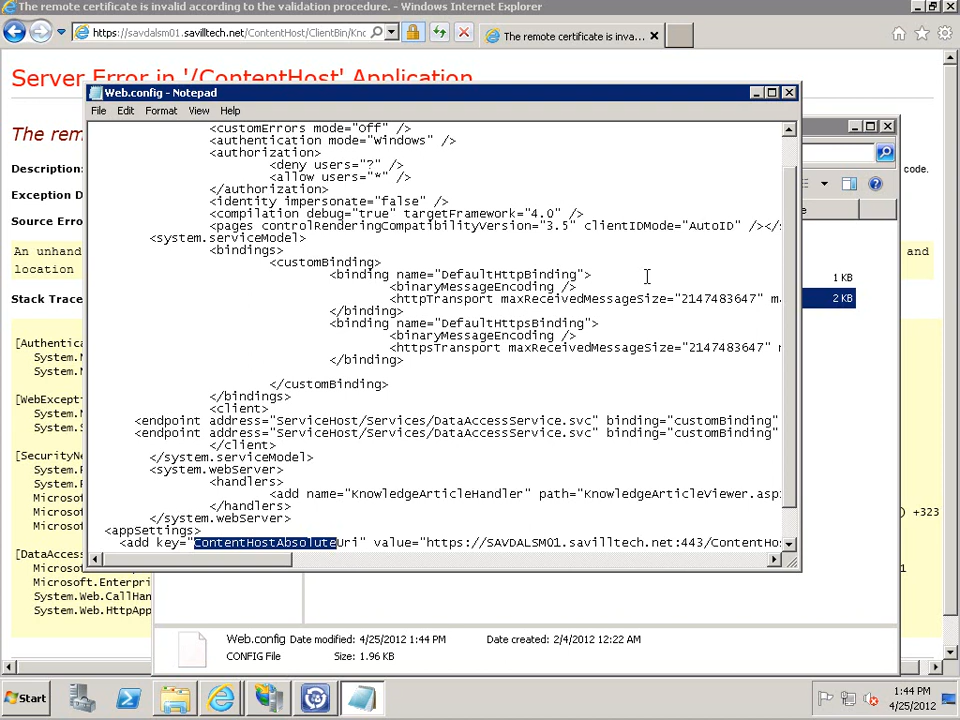 The remote certificate is invalid according to the validation procedure. - Windows Internet Explorer
https://savdalsm01.savilltech.net/ContentHost/ClientBin/Kno
The remote certificate is inva...
Server Error in '/ContentHost' Application
Web.config - Notepad
File Edit Format View Help
The rem
<customErrors mode="Off" />
<authentication mode="Windows" />
<authorization>
<deny users="?" />
<allow users="*" />
</authorization>
<identity impersonate="false" />
<compilation debug="true" targetFramework="4.0" />
<pages controlRenderingCompatibilityVersion="3.5" clientIDMode="AutoID" /></s
<system.serviceModel>
<bindings>
<customBinding>
<binding name="DefaultHttpBinding">
<binaryMessageEncoding />
<httpTransport maxReceivedMessageSize="2147483647" m
</binding>
<binding name="DefaultHttpsBinding">
<binaryMessageEncoding />
<httpsTransport maxReceivedMessageSize="2147483647"
</binding>
</customBinding>
</bindings>
<client>
<endpoint address="ServiceHost/Services/DataAccessService.svc" binding="customBinding"
<endpoint address="ServiceHost/Services/DataAccessService.svc" binding="customBinding"
</client>
</system.serviceModel>
<system.webServer>
<handlers>
<add name="KnowledgeArticleHandler" path="KnowledgeArticleViewer.asp
</handlers>
</system.webServer>
<appSettings>
<add key="ContentHostAbsoluteUri" value="https://SAVDALSM01.savilltech.net:443/ContentHos
Descriptio
code.
Exception D
Source Erro
An unhand
and
location
Stack Trace
1 KB
2 KB
[Authentica
System.N
System.N
[WebExcepti
System.N
System.S
[SecurityNe
System.R
System.R
Microsof
Microsof
+323
[DataAccess
Microsof
Microsoft.Enterpri
System.Web.CallHan
System.Web.HttpApp
Web.config Date modified: 4/25/2012 1:44 PM Date created: 2/4/2012 12:22 AM
CONFIG File Size: 1.96 KB
Start
1:44 PM
4/25/2012